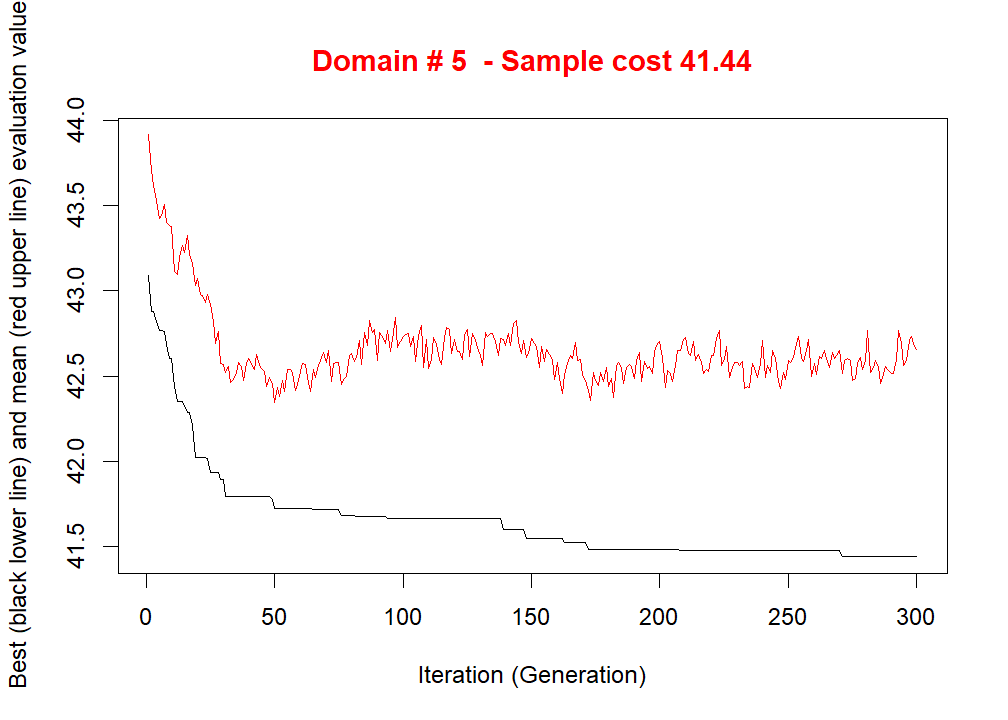 Domain # 5  - Sample cost 41.44
Best (black lower line) and mean (red upper line) evaluation value
44.0
43.5
43.0
42.5
42.0
41.5
0 50 100 150 200 250 300
Iteration (Generation)